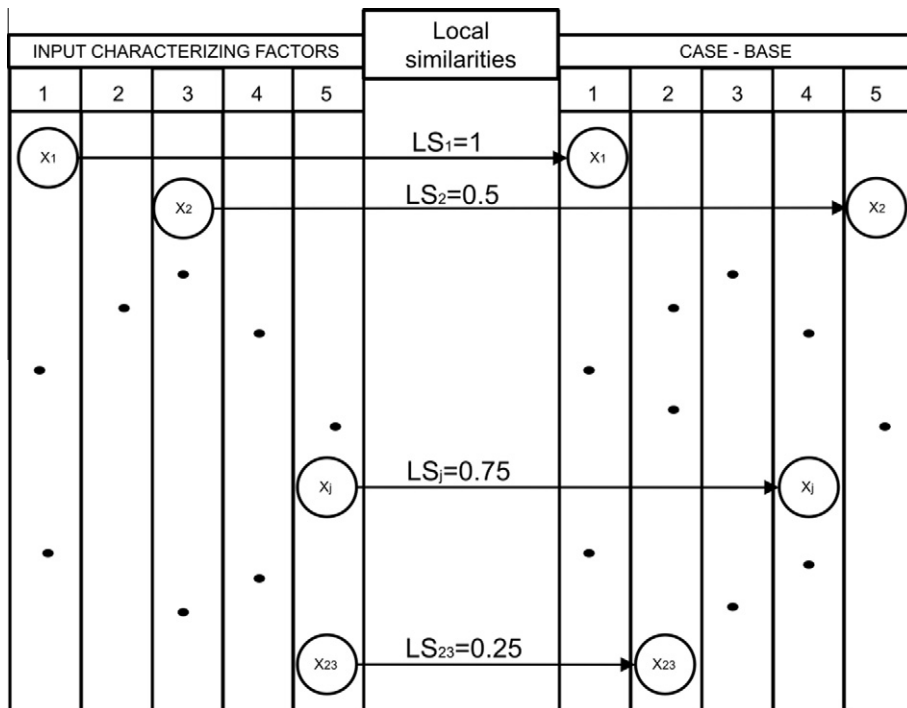 Local
similarities
INPUT CHARACTERIZING FACTORS
CASE - BASE
1 2 3 4 5
1 2 3 4 5
X1
LS1=1
X1
X2
LS2=0.5
X2
Xj
LSj=0.75
Xj
X23
LS23=0.25
X23